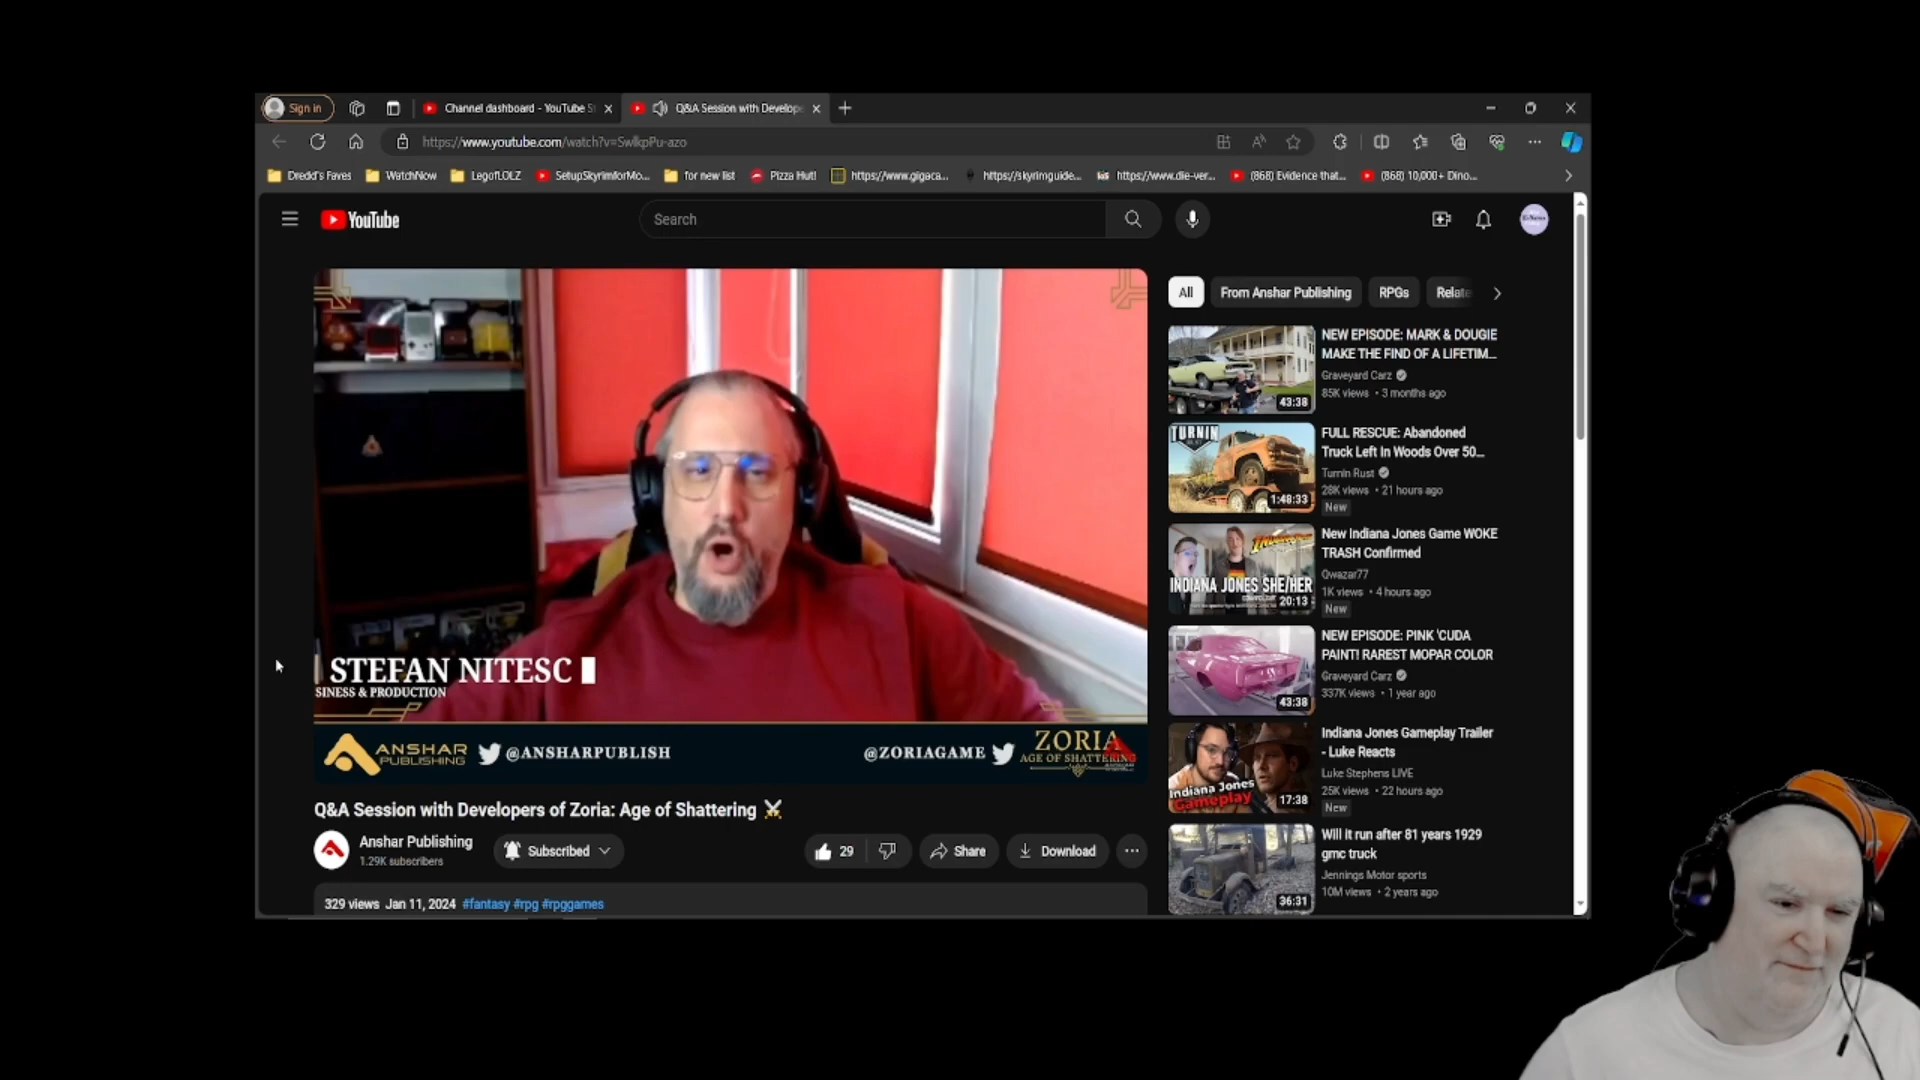 Sign in
Channel dashboard - YouTube S
Q&A Session with Develope
https://www.youtube.com/watch?v=SwlkpPu-azo
Dredd's Faves
WatchNow
LegofLOLZ
SetupSkyrimforMo...
for new list
Pizza Hut!
https://www.gigaca...
https://skyrimguide...
https://www.die-ver...
(868) Evidence that...
(868) 10,000+ Dino...
YouTube
Search
STEFAN NITESC
SINESS & PRODUCTION
ANSHAR
PUBLISHING
@ANSHARPUBLISH
@ZORIAGAME
ZORIA
AGE OF SHATTERING
Q&A Session with Developers of Zoria: Age of Shattering
Anshar Publishing
1.29K subscribers
Subscribed
29
Share
Download
329 views Jan 11, 2024 #fantasy #rpg #rpggames
All
From Anshar Publishing
RPGs
Relate
NEW EPISODE: MARK & DOUGIE
MAKE THE FIND OF A LIFETIM...
Graveyard Carz
85K views • 3 months ago
43:38
TURNIN
FULL RESCUE: Abandoned
Truck Left In Woods Over 50...
Turnin Rust
28K views • 21 hours ago
New
1:48:33
New Indiana Jones Game WOKE
TRASH Confirmed
Qwazar77
1K views • 4 hours ago
New
INDIANA JONES SHE/HER
20:13
NEW EPISODE: PINK 'CUDA
PAINT! RAREST MOPAR COLOR
Graveyard Carz
337K views • 1 year ago
43:38
Indiana Jones Gameplay Trailer
- Luke Reacts
Luke Stephens LIVE
25K views • 22 hours ago
New
Indiana Jones
Gameplay
17:38
Will it run after 81 years 1929
gmc truck
Jennings Motor sports
10M views • 2 years ago
36:31